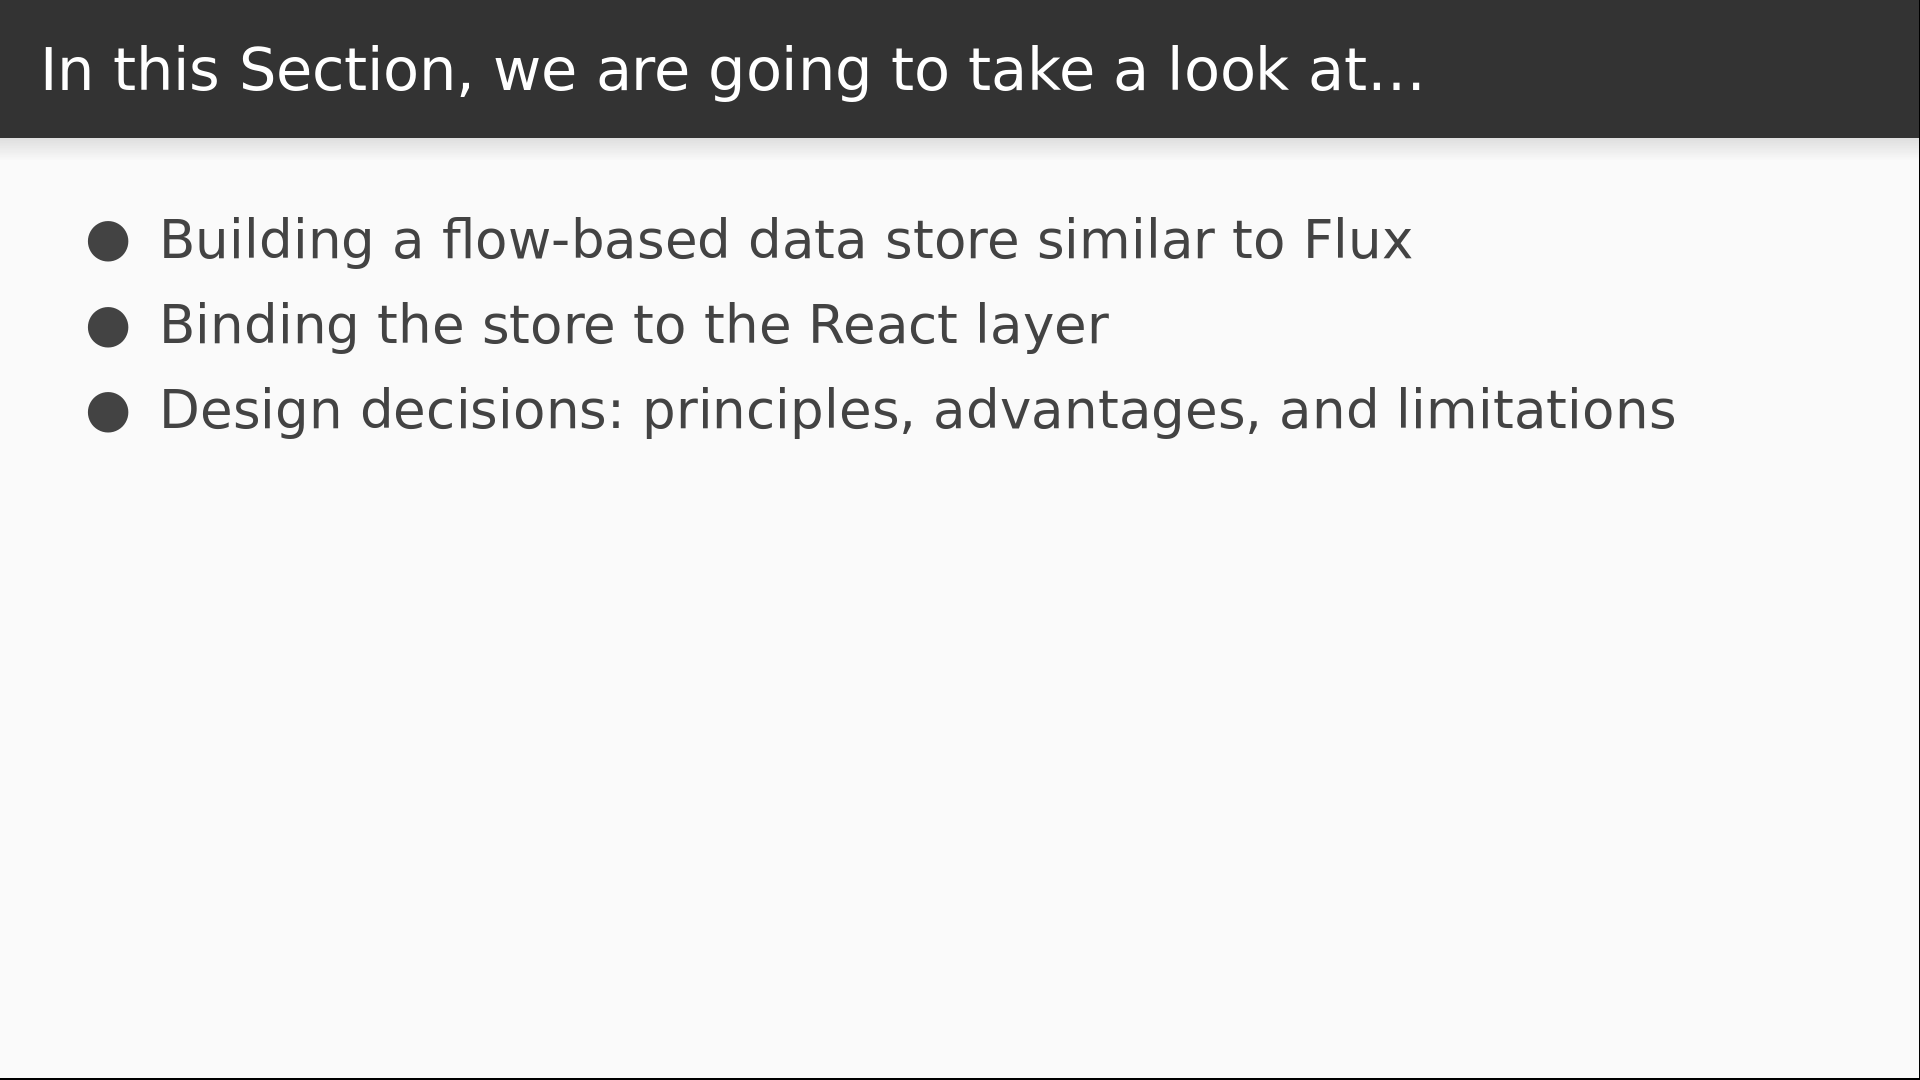 In this Section, we are going to take a look at...
● Building a flow-based data store similar to Flux
● Binding the store to the React layer
● Design decisions: principles, advantages, and limitations